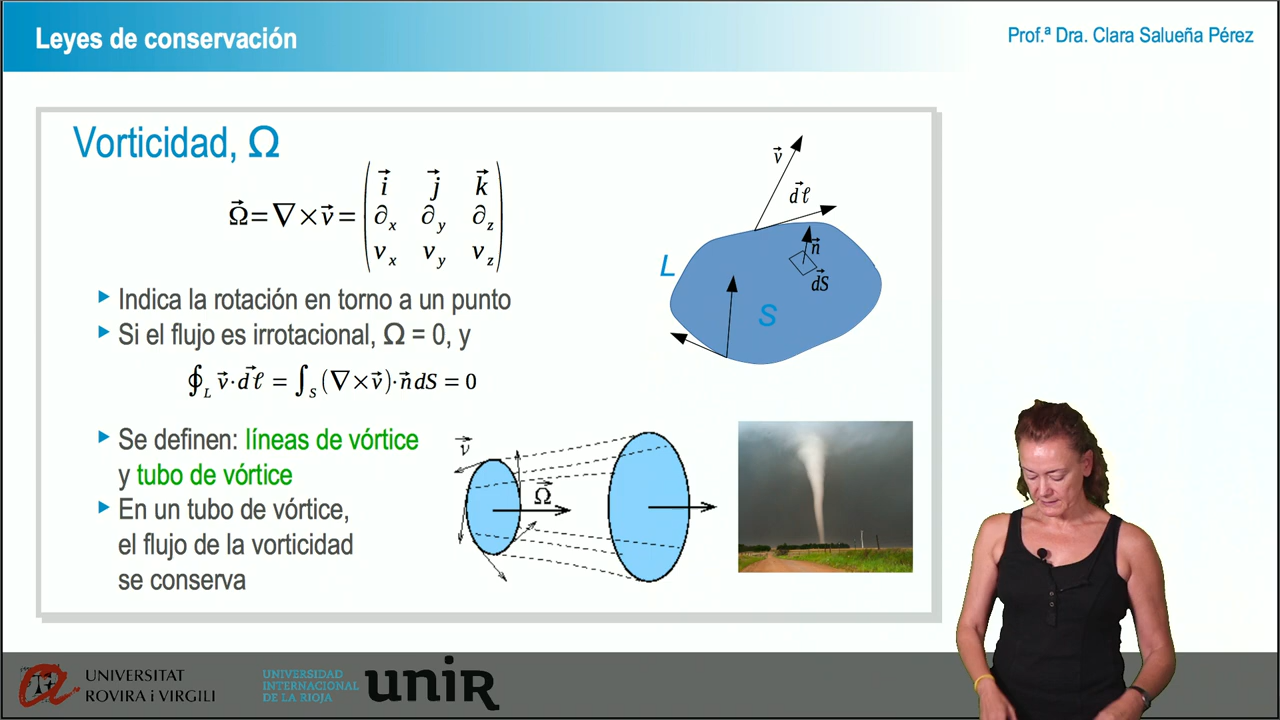 Leyes de conservación
Prof.ª Dra. Clara Salueña Pérez
Vorticidad, Ω
Ω⃗=∇×v⃗=
i⃗ j⃗ k⃗
∂x ∂y ∂z
vx vy vz
Indica la rotación en torno a un punto
Si el flujo es irrotacional, Ω = 0, y
∮L v⃗·dℓ⃗ = ∫S (∇×v⃗)·n⃗dS = 0
Se definen: líneas de vórtice
y tubo de vórtice
En un tubo de vórtice,
el flujo de la vorticidad
se conserva
v⃗
dℓ⃗
n⃗
dS⃗
L
S
v⃗
Ω⃗
UNIVERSITAT
ROVIRA i VIRGILI
UNIVERSIDAD
INTERNACIONAL
DE LA RIOJA
unir